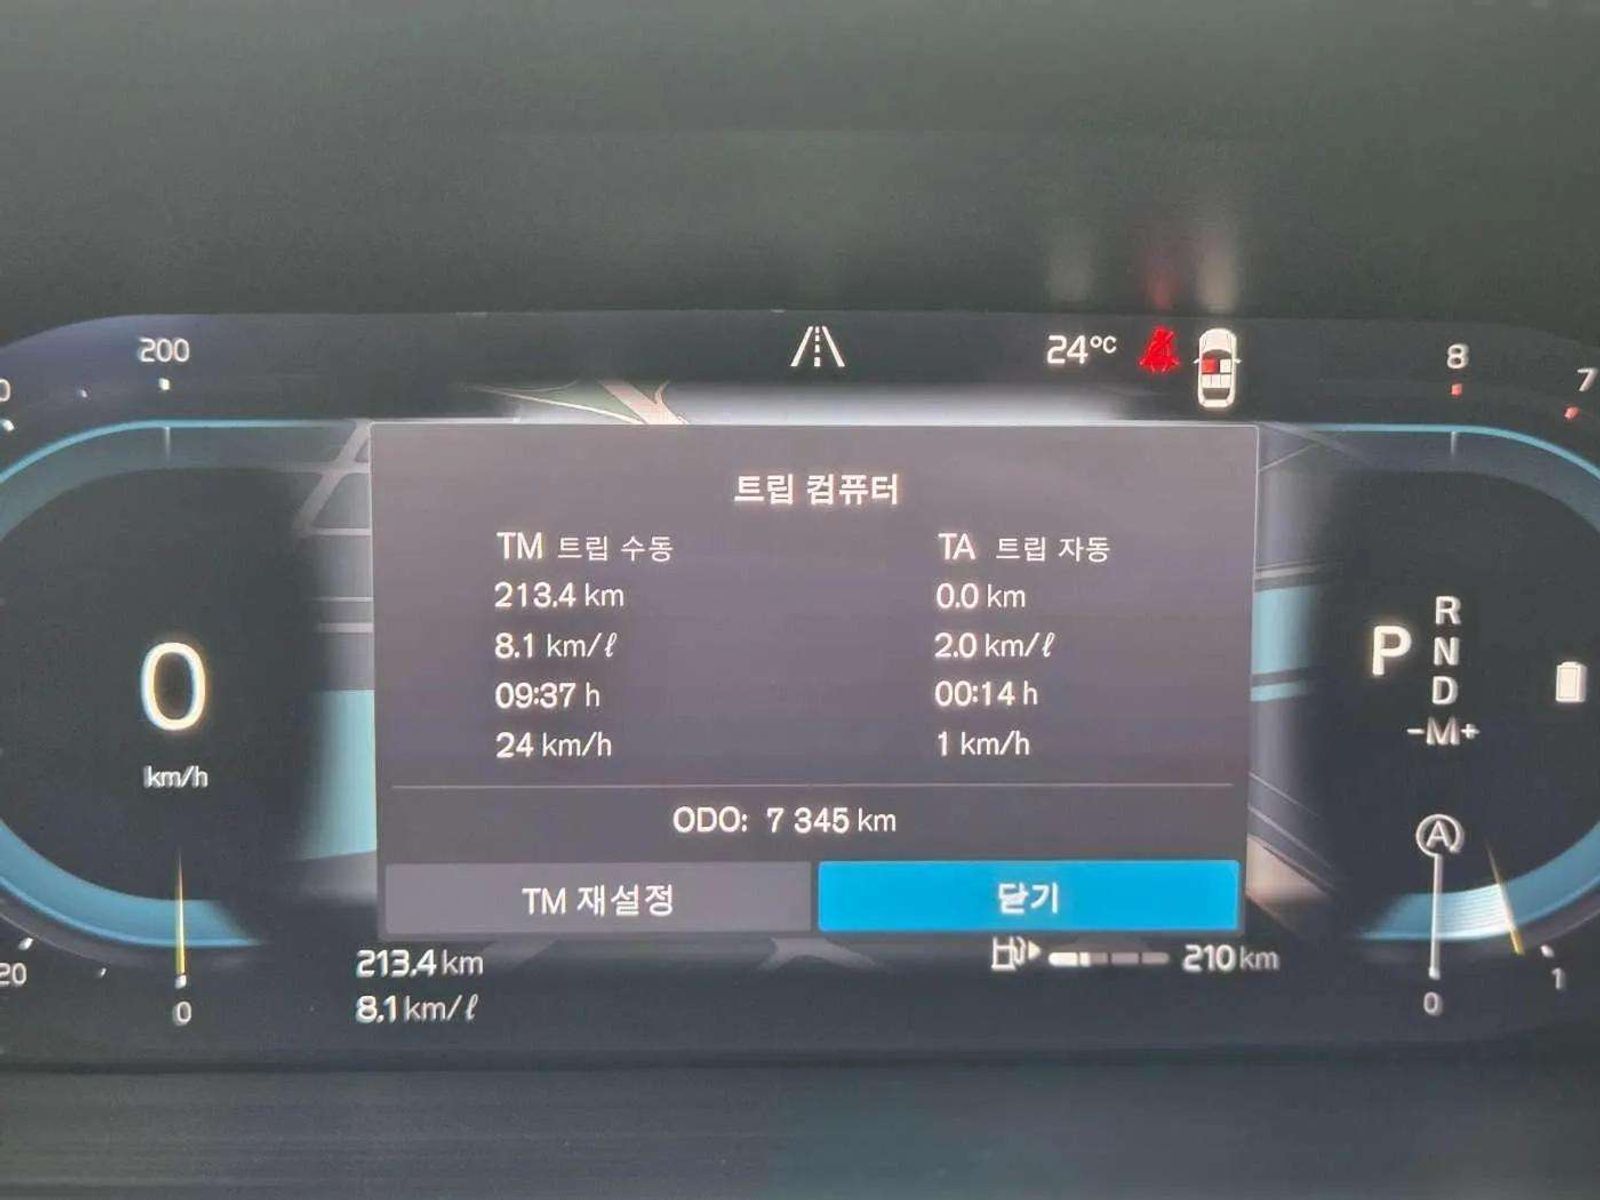 200
24°C
8
7
트립 컴퓨터
TM 트립 수동
TA 트립 자동
213.4 km
0.0 km
8.1 km/ℓ
2.0 km/ℓ
09:37 h
00:14 h
24 km/h
1 km/h
ODO: 7 345 km
TM 재설정
닫기
0
km/h
P
R
N
D
-M+
A
213.4 km
8.1 km/ℓ
210 km
20
0
0
1